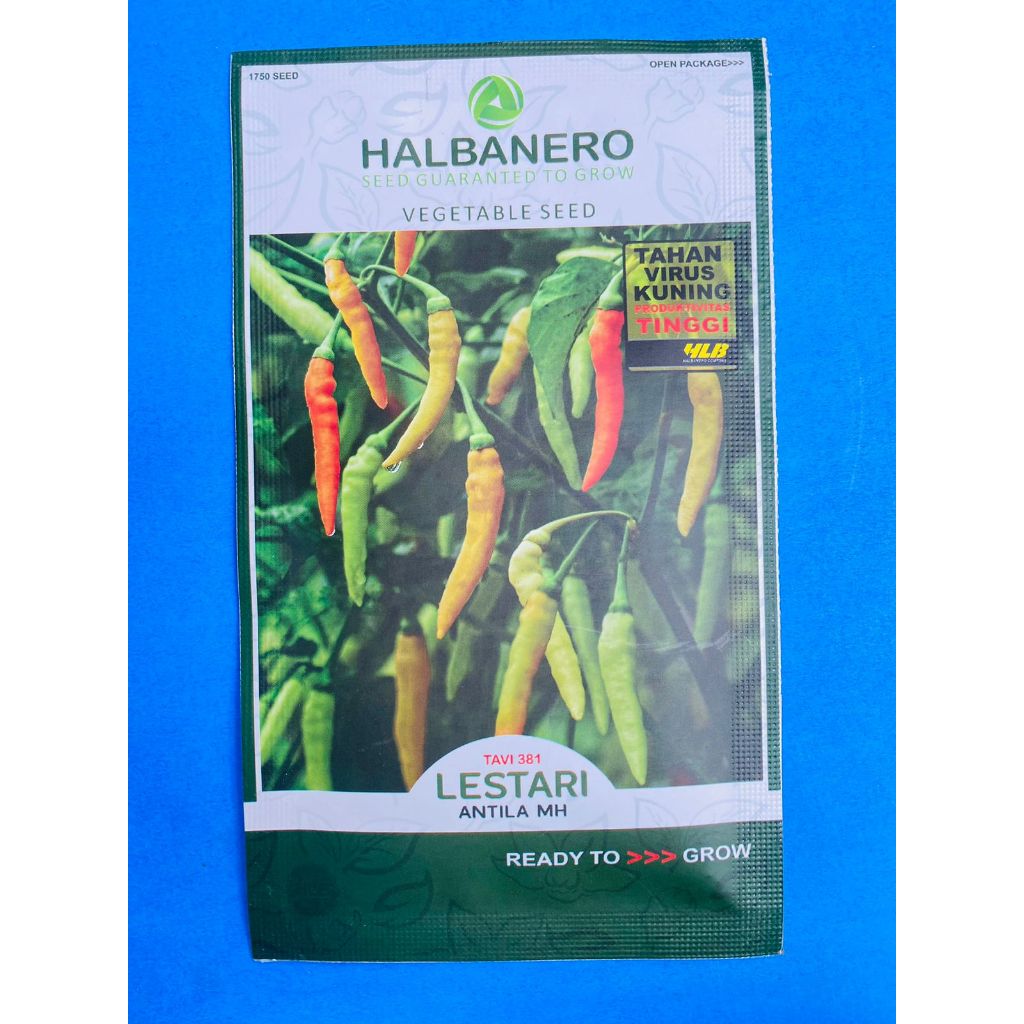 1750 SEED
OPEN PACKAGE>>>
HALBANERO
SEED GUARANTED TO GROW
VEGETABLE SEED
TAHAN
VIRUS
KUNING
PRODUKTIVITAS
TINGGI
HLB
TAVI 381
LESTARI
ANTILA MH
READY TO >>> GROW